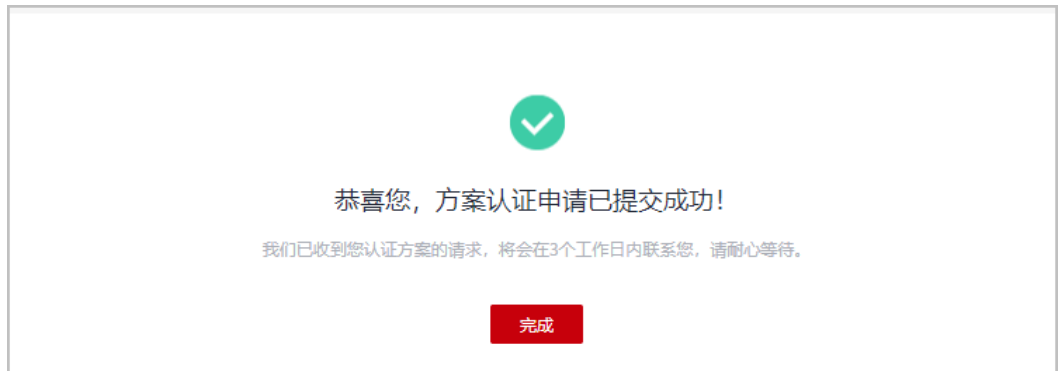 恭喜您，方案认证申请已提交成功！
我们已收到您认证方案的请求，将会在3个工作日内联系您，请耐心等待。
完成